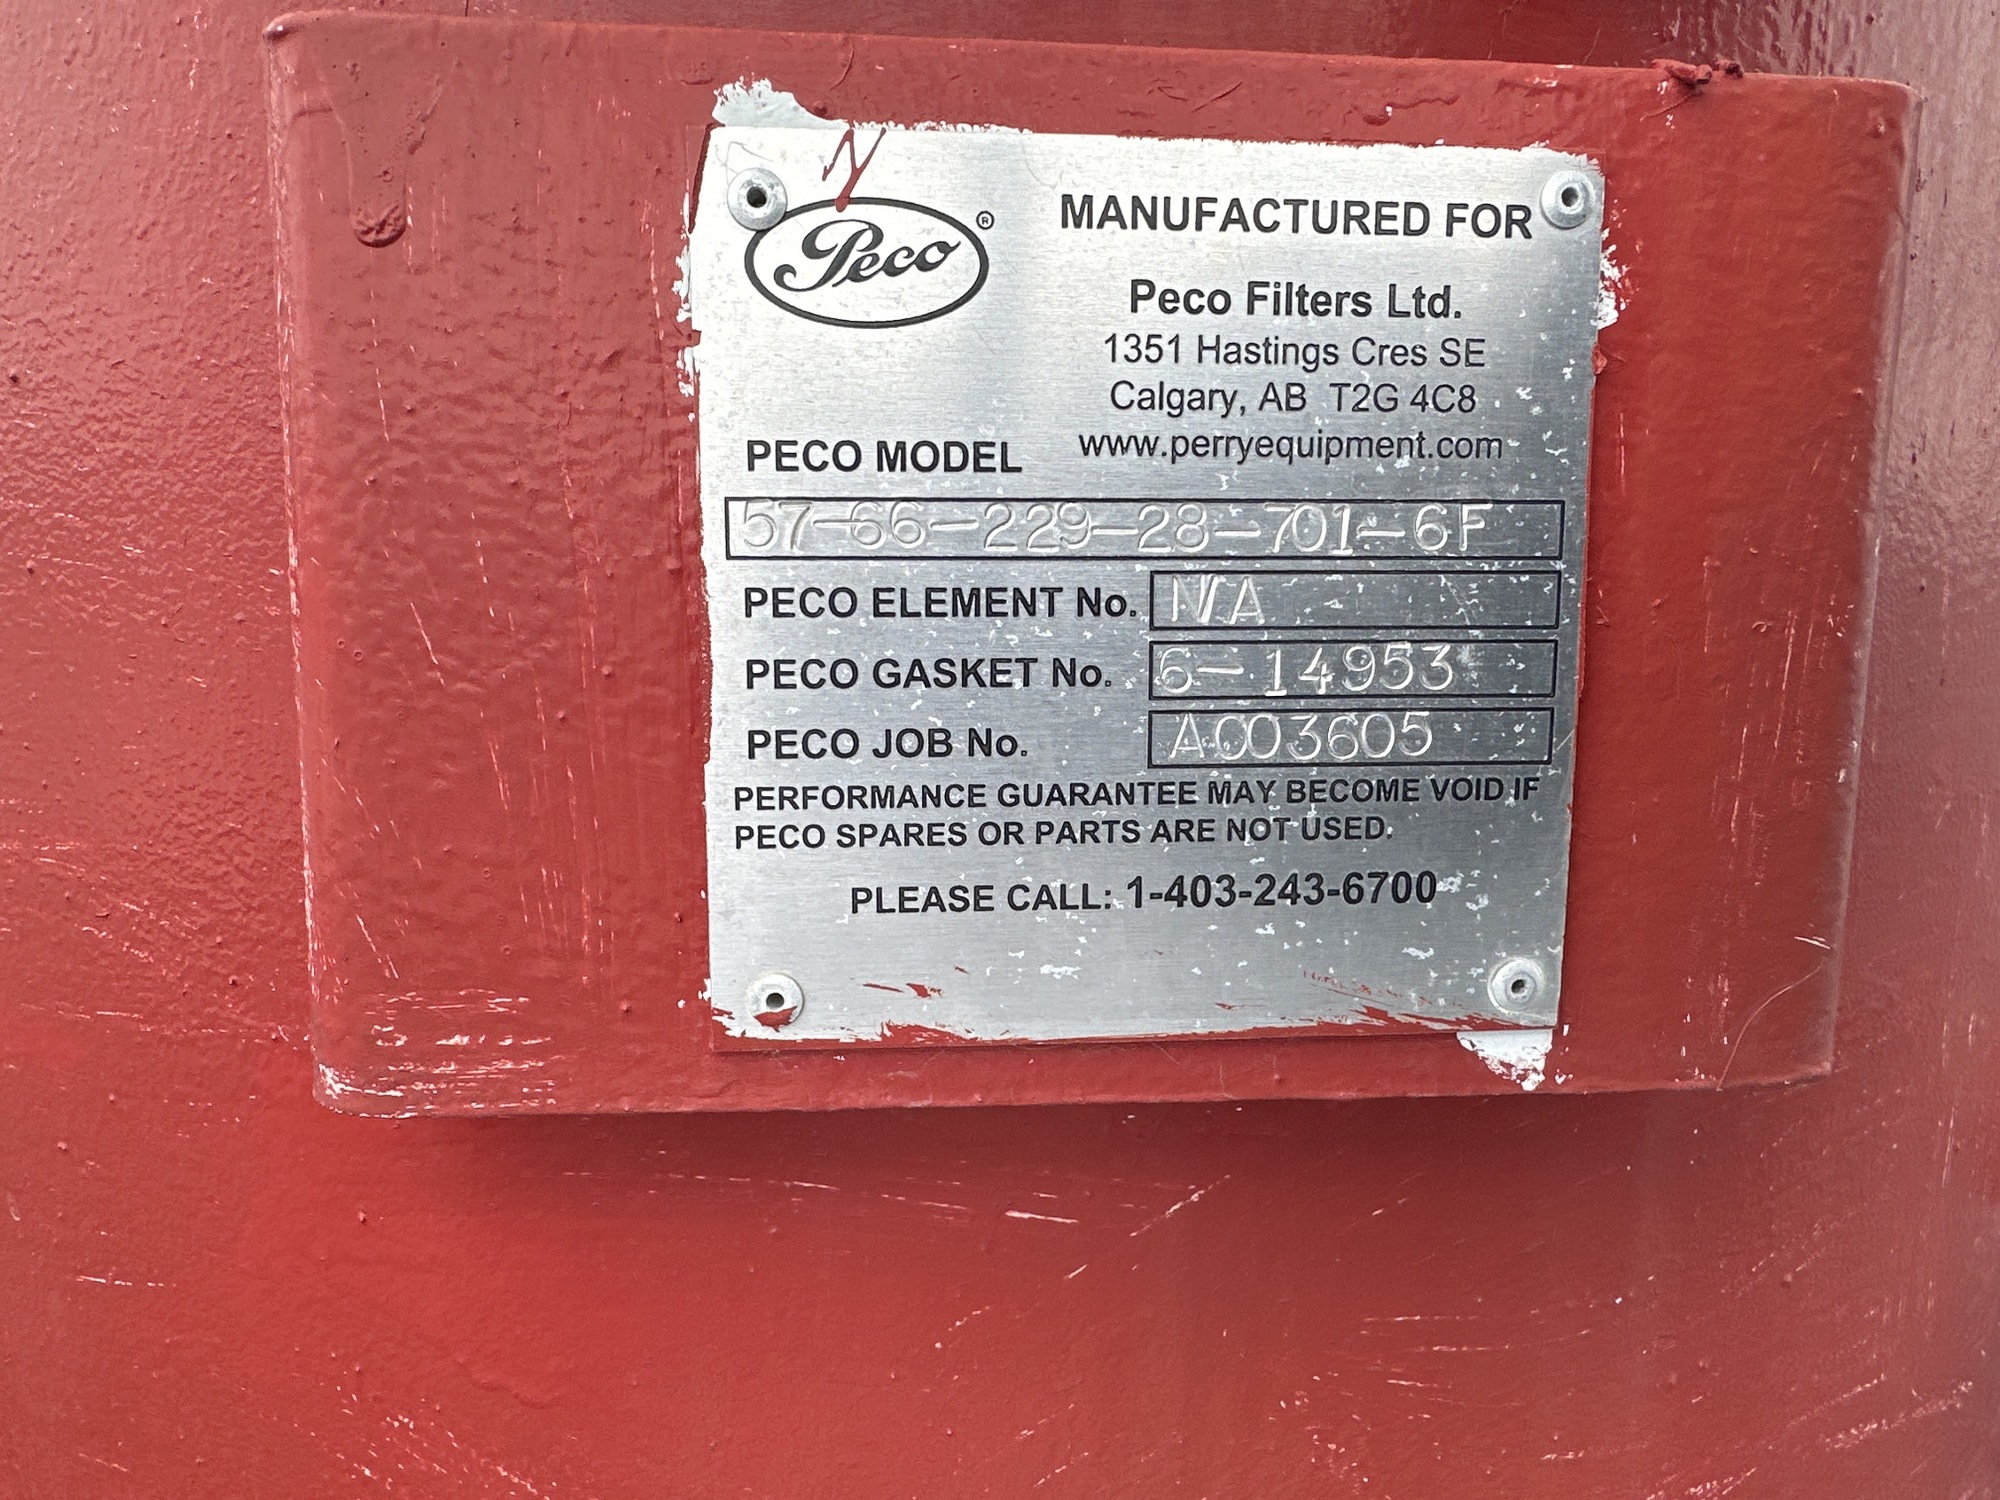 Peco®
MANUFACTURED FOR
Peco Filters Ltd.
1351 Hastings Cres SE
Calgary, AB T2G 4C8
www.perryequipment.com
PECO MODEL
57-66-229-28-701-6F
PECO ELEMENT No. N/A
PECO GASKET No. 6-14953
PECO JOB No. AC03605
PERFORMANCE GUARANTEE MAY BECOME VOID IF
PECO SPARES OR PARTS ARE NOT USED.
PLEASE CALL: 1-403-243-6700